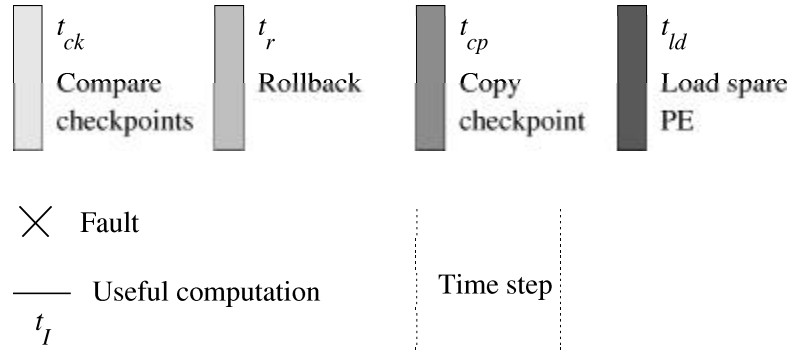 t_ck t_r t_cp t_ld
Compare Rollback Copy Load spare
checkpoints checkpoint PE
Fault
Useful computation Time step
t_I